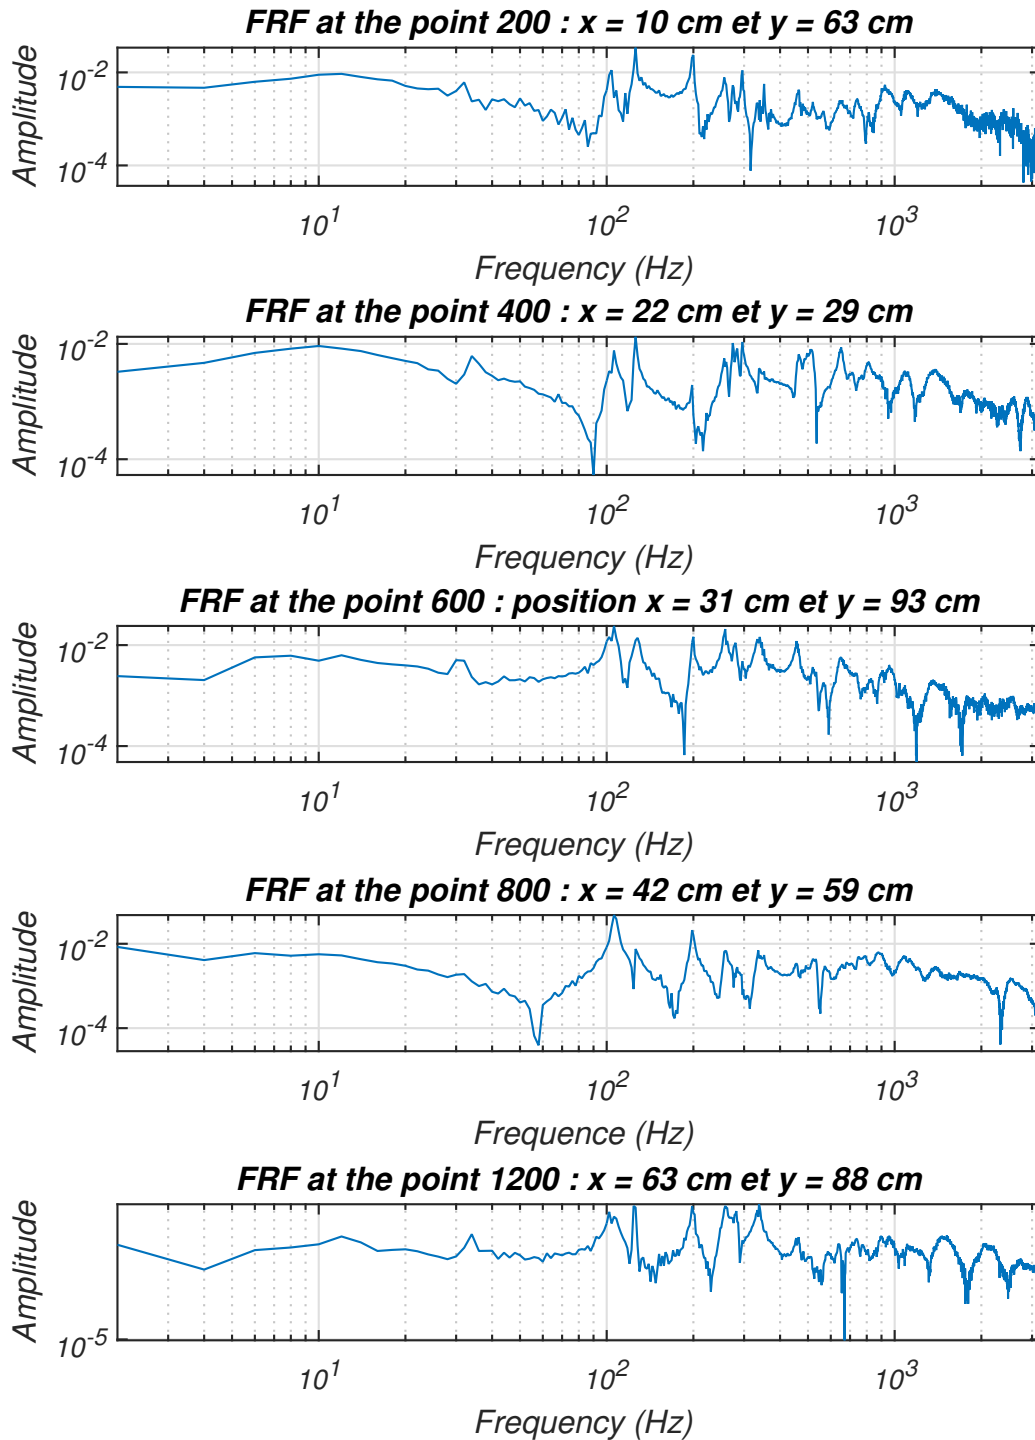 FRF at the point 200 : x = 10 cm et y = 63 cm
10^-2
10^-4
Amplitude
10^1 10^2 10^3
Frequency (Hz)
FRF at the point 400 : x = 22 cm et y = 29 cm
10^-2
10^-4
Amplitude
10^1 10^2 10^3
Frequency (Hz)
FRF at the point 600 : position x = 31 cm et y = 93 cm
10^-2
10^-4
Amplitude
10^1 10^2 10^3
Frequency (Hz)
FRF at the point 800 : x = 42 cm et y = 59 cm
10^-2
10^-4
Amplitude
10^1 10^2 10^3
Frequence (Hz)
FRF at the point 1200 : x = 63 cm et y = 88 cm
10^-5
Amplitude
10^1 10^2 10^3
Frequency (Hz)